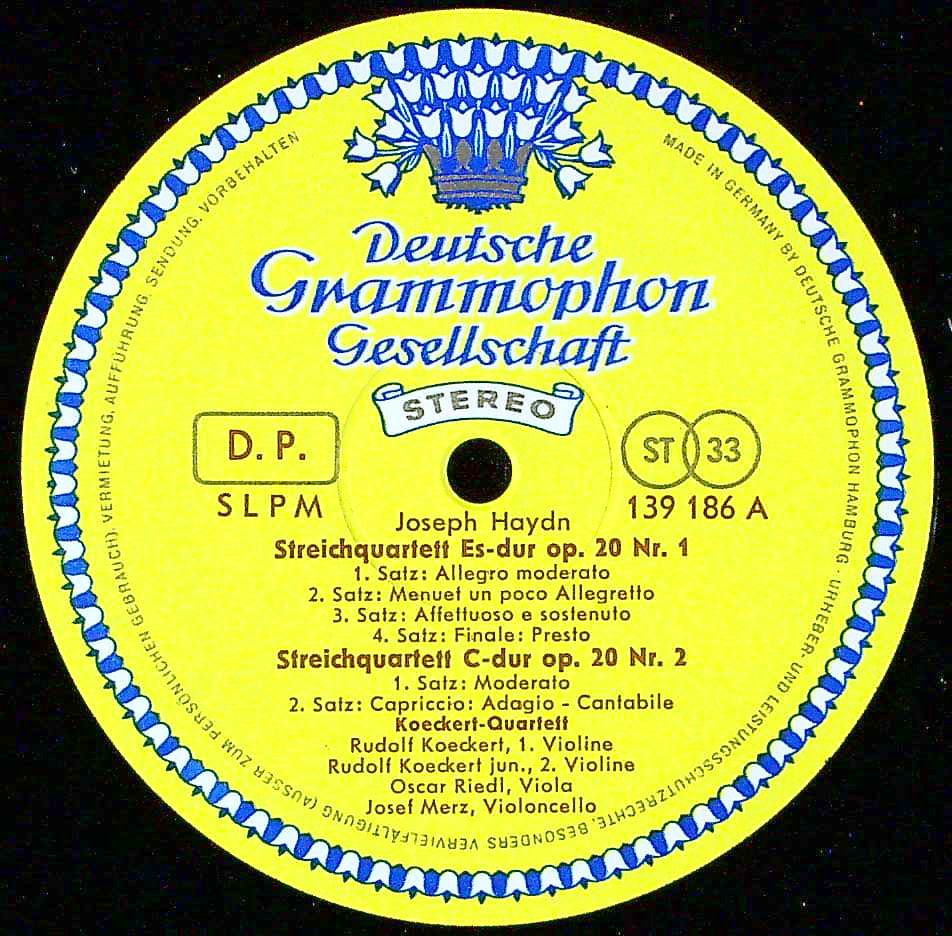 Deutsche
Grammophon
Gesellschaft
STEREO
D. P.
SLPM
ST 33
139 186 A
Joseph Haydn
Streichquartett Es-dur op. 20 Nr. 1
1. Satz: Allegro moderato
2. Satz: Menuet un poco Allegretto
3. Satz: Affettuoso e sostenuto
4. Satz: Finale: Presto
Streichquartett C-dur op. 20 Nr. 2
1. Satz: Moderato
2. Satz: Capriccio: Adagio - Cantabile
Koeckert-Quartett
Rudolf Koeckert, 1. Violine
Rudolf Koeckert jun., 2. Violine
Oscar Riedl, Viola
Josef Merz, Violoncello
MADE IN GERMANY BY DEUTSCHE GRAMMOPHON HAMBURG · URHEBER- UND LEISTUNGSSCHUTZRECHTE, BESONDERS VERVIELFÄLTIGUNG (AUSSER ZUM PERSÖNLICHEN GEBRAUCH), VERMIETUNG, AUFFÜHRUNG, SENDUNG, VORBEHALTEN